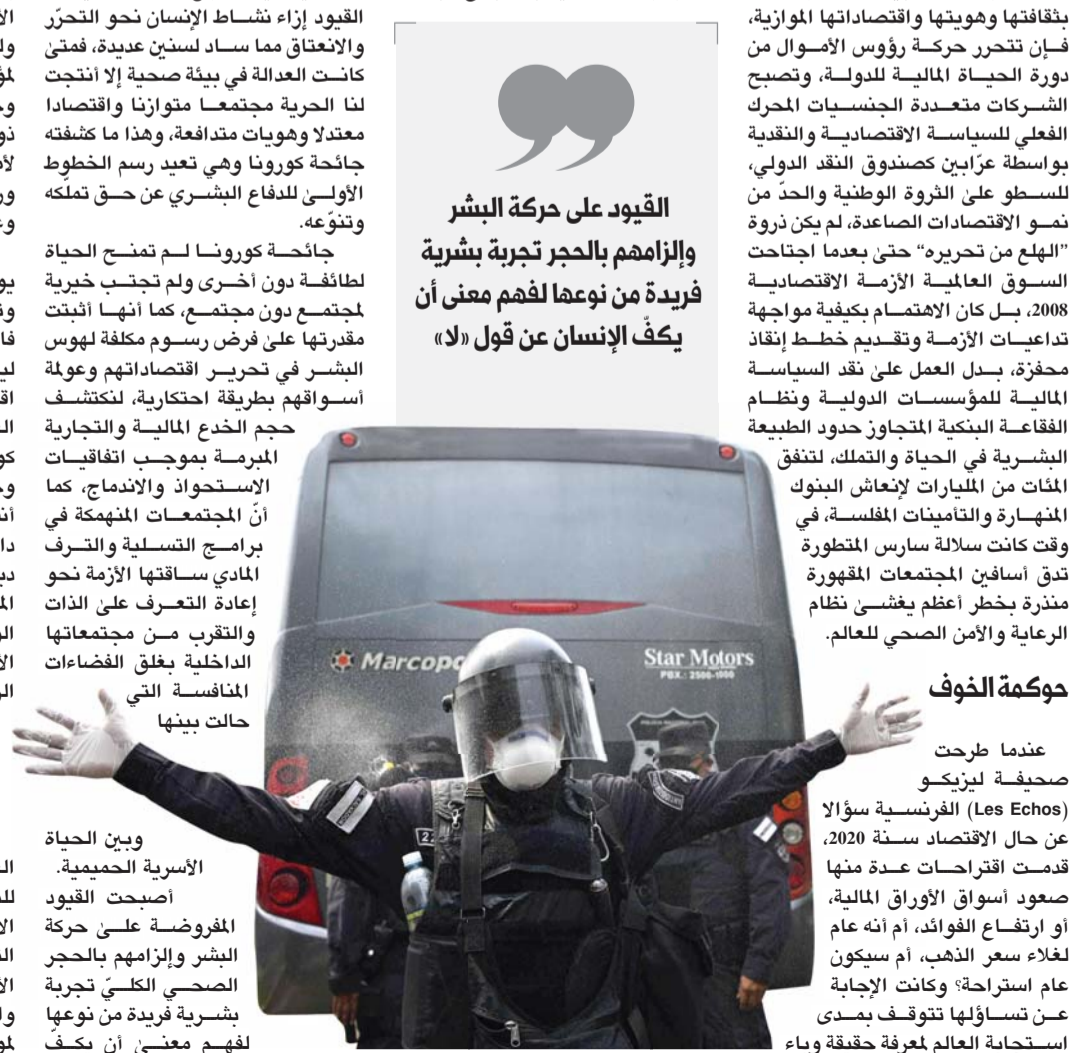 بثقافتها وهويتها واقتصاداتها الموازية،
فإن تتحرر حركة رؤوس الأموال من
دورة الحياة المالية للدولة، وتصبح
الشركات متعددة الجنسيات المحرك
الفعلي للسياسة الاقتصادية والنقدية
بواسطة عرّابين كصندوق النقد الدولي،
للسطو على الثروة الوطنية والحدّ من
نمو الاقتصادات الصاعدة، لم يكن ذروة
"الهلع من تحريره" حتى بعدما اجتاحت
السوق العالمية الأزمة الاقتصادية
2008، بل كان الاهتمام بكيفية مواجهة
تداعيات الأزمة وتقديم خطط إنقاذ
محفزة، بدل العمل على نقد السياسة
المالية للمؤسسات الدولية ونظام
الفقاعة البنكية المتجاوز حدود الطبيعة
البشرية في الحياة والتملك، لتنفق
المئات من المليارات لإنعاش البنوك
المنهارة والتأمينات المفلسة، في
وقت كانت سلالة سارس المتطورة
تدق أسافين المجتمعات المقهورة
منذرة بخطر أعظم يغشى نظام
الرعاية والأمن الصحي للعالم.
حوكمة الخوف
عندما طرحت
صحيفة ليزيكو
(Les Echos) الفرنسية سؤالا
عن حال الاقتصاد سنة 2020،
قدمت اقتراحات عدة منها
صعود أسواق الأوراق المالية،
أو ارتفاع الفوائد، أم أنه عام
لغلاء سعر الذهب، أم سيكون
عام استراحة؟ وكانت الإجابة
عن تساؤلها تتوقف بمدى
استجابة العالم لمعرفة حقيقة وباء
القيود على حركة البشر
وإلزامهم بالحجر تجربة بشرية
فريدة من نوعها لفهم معنى أن
يكفّ الإنسان عن قول «لا»
Marcopo
Star Motors
PBX.: 2500-1000
22
القيود إزاء نشاط الإنسان نحو التحرّر
والانعتاق مما ساد لسنين عديدة، فمتى
كانت العدالة في بيئة صحية إلا أنتجت
لنا الحرية مجتمعا متوازنا واقتصادا
معتدلا وهويات متدافعة، وهذا ما كشفته
جائحة كورونا وهي تعيد رسم الخطوط
الأولى للدفاع البشري عن حق تملّكه
وتنوّعه.
جائحة كورونا لم تمنح الحياة
لطائفة دون أخرى ولم تجتب خيرية
لمجتمع دون مجتمع، كما أنها أثبتت
مقدرتها على فرض رسوم مكلفة لهوس
البشر في تحرير اقتصاداتهم وعولمة
أسواقهم بطريقة احتكارية، لنكتشف
حجم الخدع المالية والتجارية
المبرمة بموجب اتفاقيات
الاستحواذ والاندماج، كما
أنّ المجتمعات المنهمكة في
برامج التسلية والترف
المادي ساقتها الأزمة نحو
إعادة التعرف على الذات
والتقرب من مجتمعاتها
الداخلية بغلق الفضاءات
المنافسة التي
حالت بينها
وبين الحياة
الأسرية الحميمية.
أصبحت القيود
المفروضة على حركة
البشر وإلزامهم بالحجر
الصحي الكليّ تجربة
بشرية فريدة من نوعها
لفهم معنى أن يكفّ